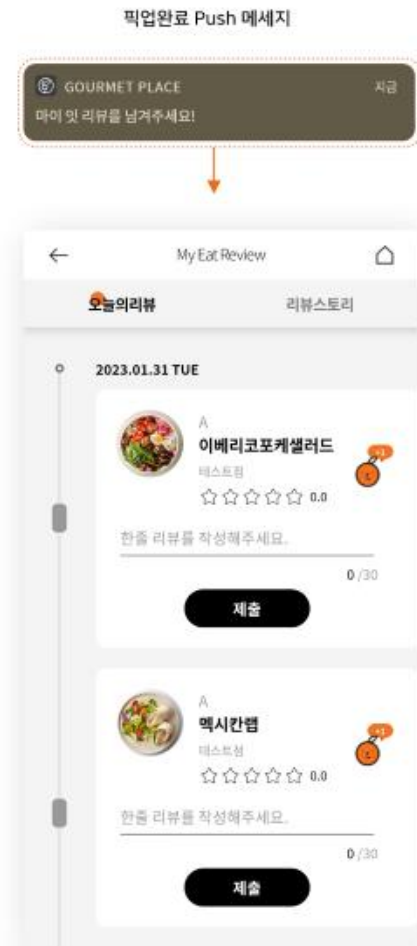 픽업완료 Push 메세지
GOURMET PLACE
지금
마이 잇 리뷰를 남겨주세요!
My Eat Review
오늘의리뷰
리뷰스토리
2023.01.31 TUE
A
이베리코포케샐러드
테스트점
0.0
+1
한줄 리뷰를 작성해주세요.
0 /30
제출
A
멕시칸랩
테스트점
0.0
+1
한줄 리뷰를 작성해주세요.
0 /30
제출